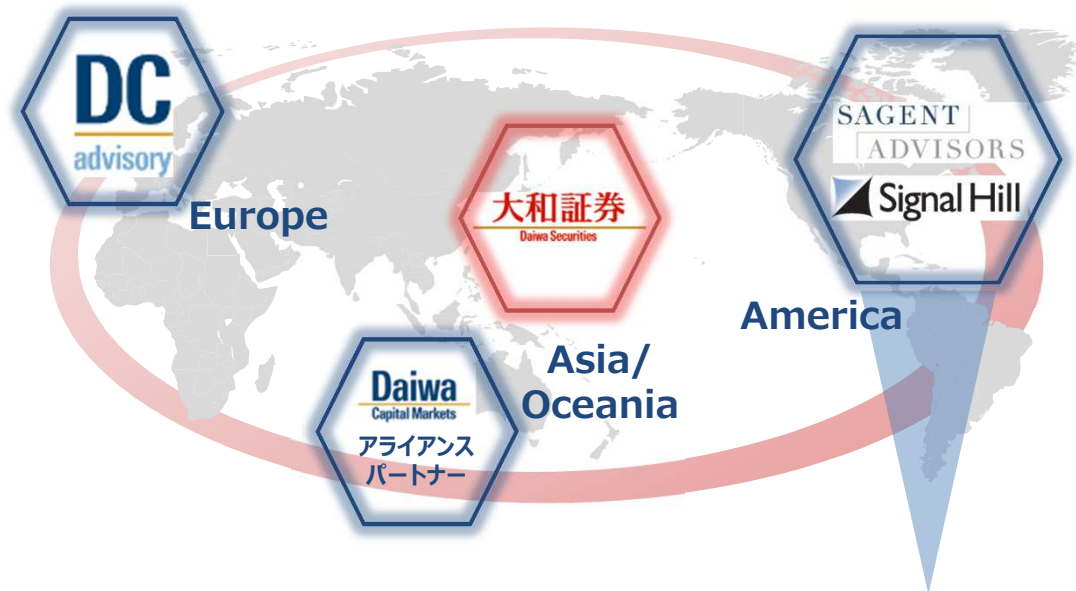 DC
advisory
Europe
大和証券
Daiwa Securities
SAGENT
ADVISORS
Signal Hill
America
Asia/
Oceania
Daiwa
Capital Markets
アライアンス
パートナー